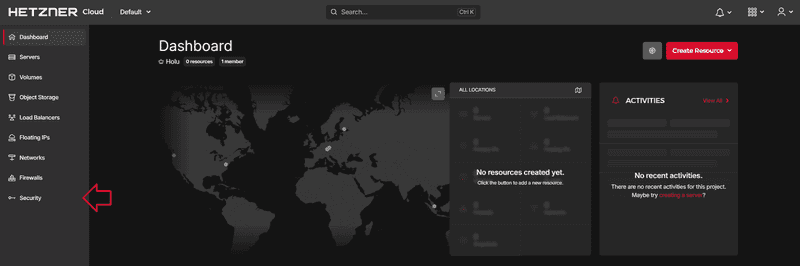 HETZNER Cloud
Default
Search...
Ctrl K
Dashboard
Servers
Volumes
Object Storage
Load Balancers
Floating IPs
Networks
Firewalls
Security
Dashboard
Holu 0 resources 1 member
Create Resource
ALL LOCATIONS
No resources created yet.
Click the button to add a new resource.
ACTIVITIES
View All
No recent activities.
There are no recent activities for this project.
Maybe try creating a server?